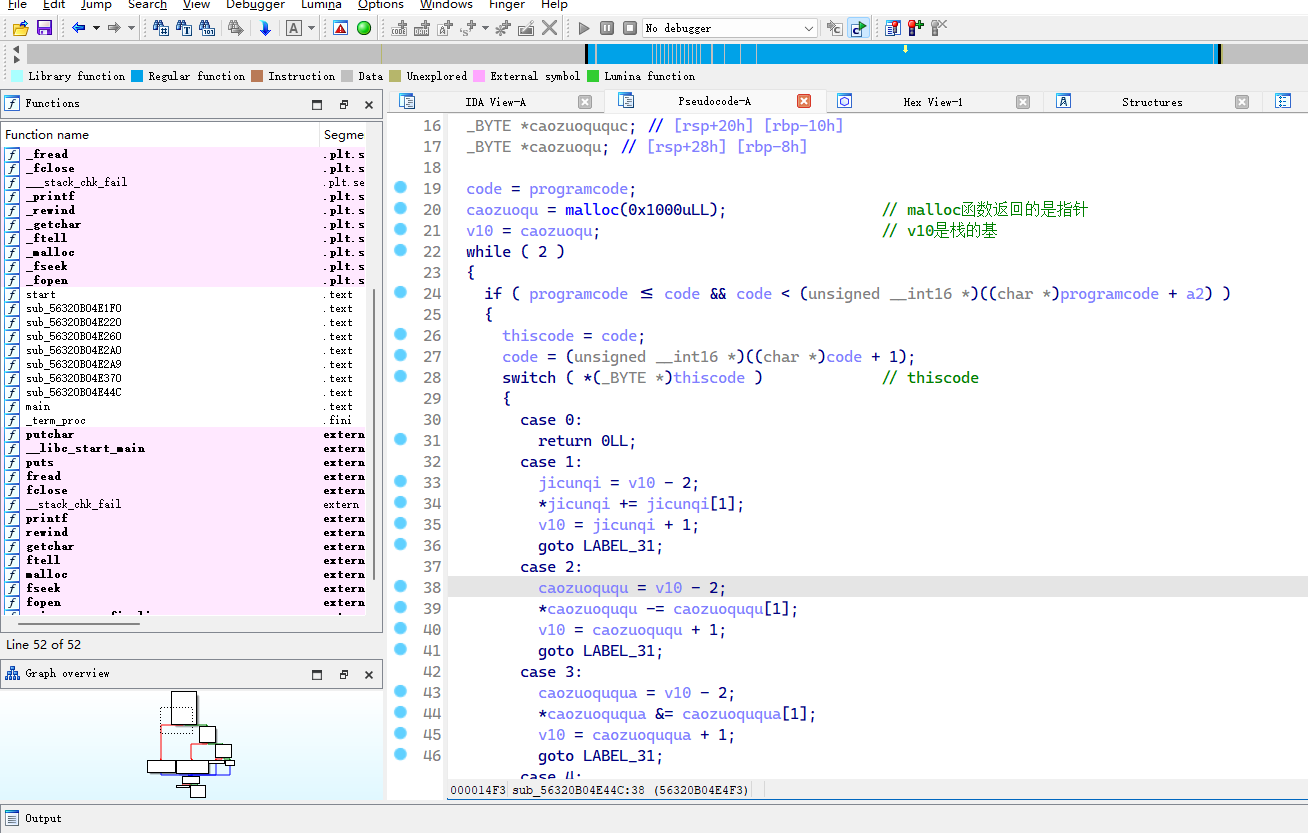 File Edit Jump Search View Debugger Lumina Options Windows Finger Help
No debugger
Library function Regular function Instruction Data Unexplored External symbol Lumina function
Functions
IDA View-A Pseudocode-A Hex View-1 Structures
Function name Segme
_fread .plt.s
_fclose .plt.s
___stack_chk_fail .plt.se
_printf .plt.s
_rewind .plt.s
_getchar .plt.s
_ftell .plt.s
_malloc .plt.s
_fseek .plt.s
_fopen .plt.s
start .text
sub_56320B04E1F0 .text
sub_56320B04E220 .text
sub_56320B04E260 .text
sub_56320B04E2A0 .text
sub_56320B04E2A9 .text
sub_56320B04E370 .text
sub_56320B04E44C .text
main .text
_term_proc .fini
putchar extern
__libc_start_main extern
puts extern
fread extern
fclose extern
__stack_chk_fail extern
printf extern
rewind extern
getchar extern
ftell extern
malloc extern
fseek extern
fopen extern
Line 52 of 52
Graph overview
16 _BYTE *caozuoququc; // [rsp+20h] [rbp-10h]
17 _BYTE *caozuoqu; // [rsp+28h] [rbp-8h]
18
19 code = programcode;
20 caozuoqu = malloc(0x1000uLL); // malloc函数返回的是指针
21 v10 = caozuoqu; // v10是栈的基
22 while ( 2 )
23 {
24 if ( programcode ≤ code && code < (unsigned __int16 *)((char *)programcode + a2) )
25 {
26 thiscode = code;
27 code = (unsigned __int16 *)((char *)code + 1);
28 switch ( *(_BYTE *)thiscode ) // thiscode
29 {
30 case 0:
31 return 0LL;
32 case 1:
33 jicunqi = v10 - 2;
34 *jicunqi += jicunqi[1];
35 v10 = jicunqi + 1;
36 goto LABEL_31;
37 case 2:
38 caozuoququ = v10 - 2;
39 *caozuoququ -= caozuoququ[1];
40 v10 = caozuoququ + 1;
41 goto LABEL_31;
42 case 3:
43 caozuoququa = v10 - 2;
44 *caozuoququa &= caozuoququa[1];
45 v10 = caozuoququa + 1;
46 goto LABEL_31;
case 4:
000014F3 sub_56320B04E44C:38 (56320B04E4F3)
Output